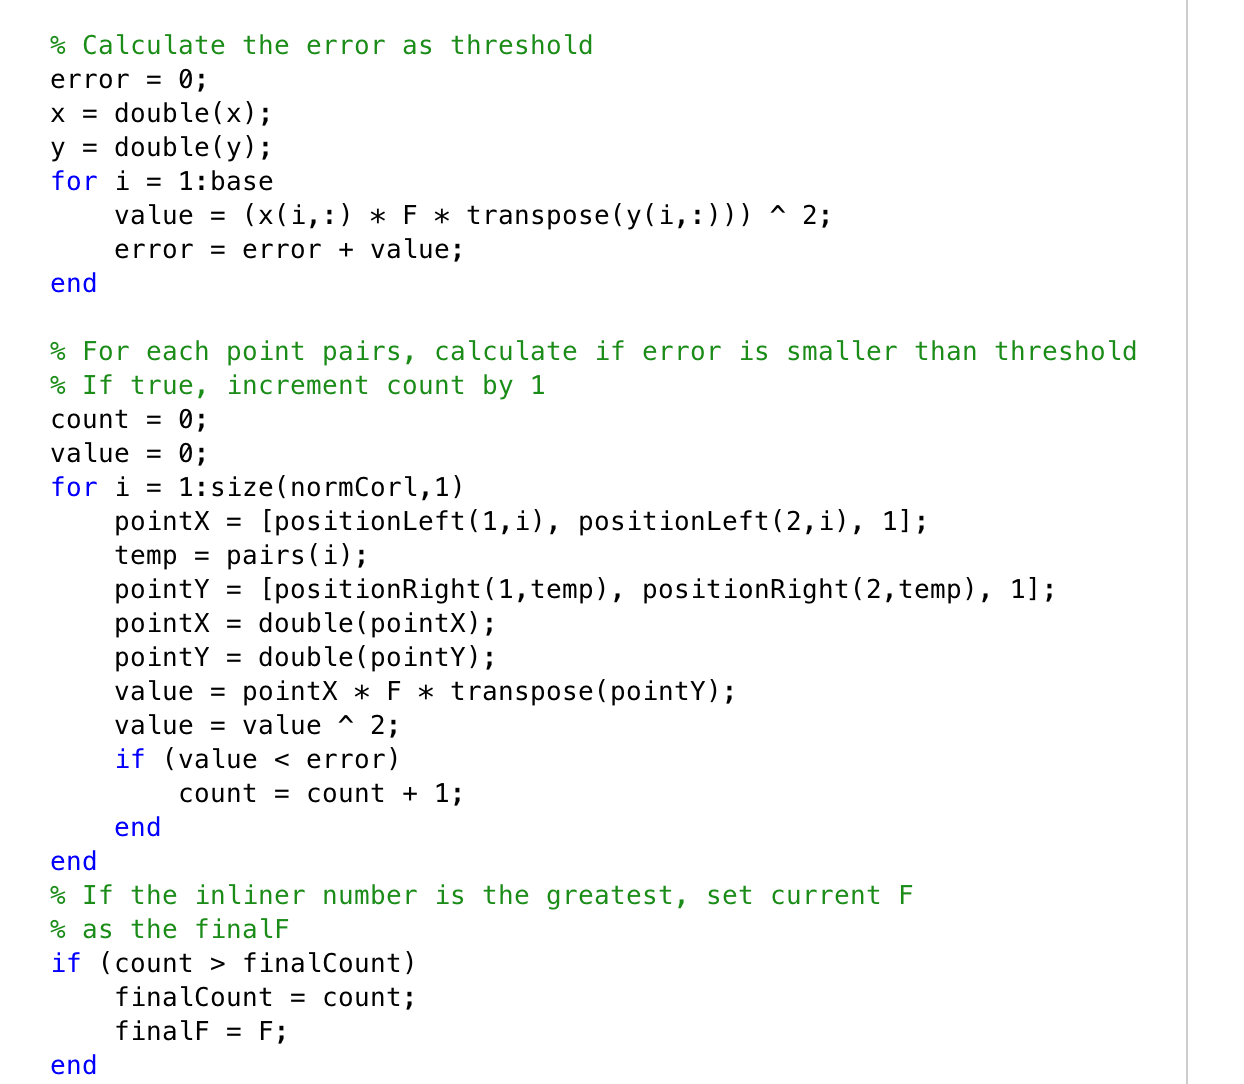 % Calculate the error as threshold
error = 0;
x = double(x);
y = double(y);
for i = 1:base
    value = (x(i,:) * F * transpose(y(i,:))) ^ 2;
    error = error + value;
end

% For each point pairs, calculate if error is smaller than threshold
% If true, increment count by 1
count = 0;
value = 0;
for i = 1:size(normCorl,1)
    pointX = [positionLeft(1,i), positionLeft(2,i), 1];
    temp = pairs(i);
    pointY = [positionRight(1,temp), positionRight(2,temp), 1];
    pointX = double(pointX);
    pointY = double(pointY);
    value = pointX * F * transpose(pointY);
    value = value ^ 2;
    if (value < error)
        count = count + 1;
    end
end
% If the inliner number is the greatest, set current F
% as the finalF
if (count > finalCount)
    finalCount = count;
    finalF = F;
end